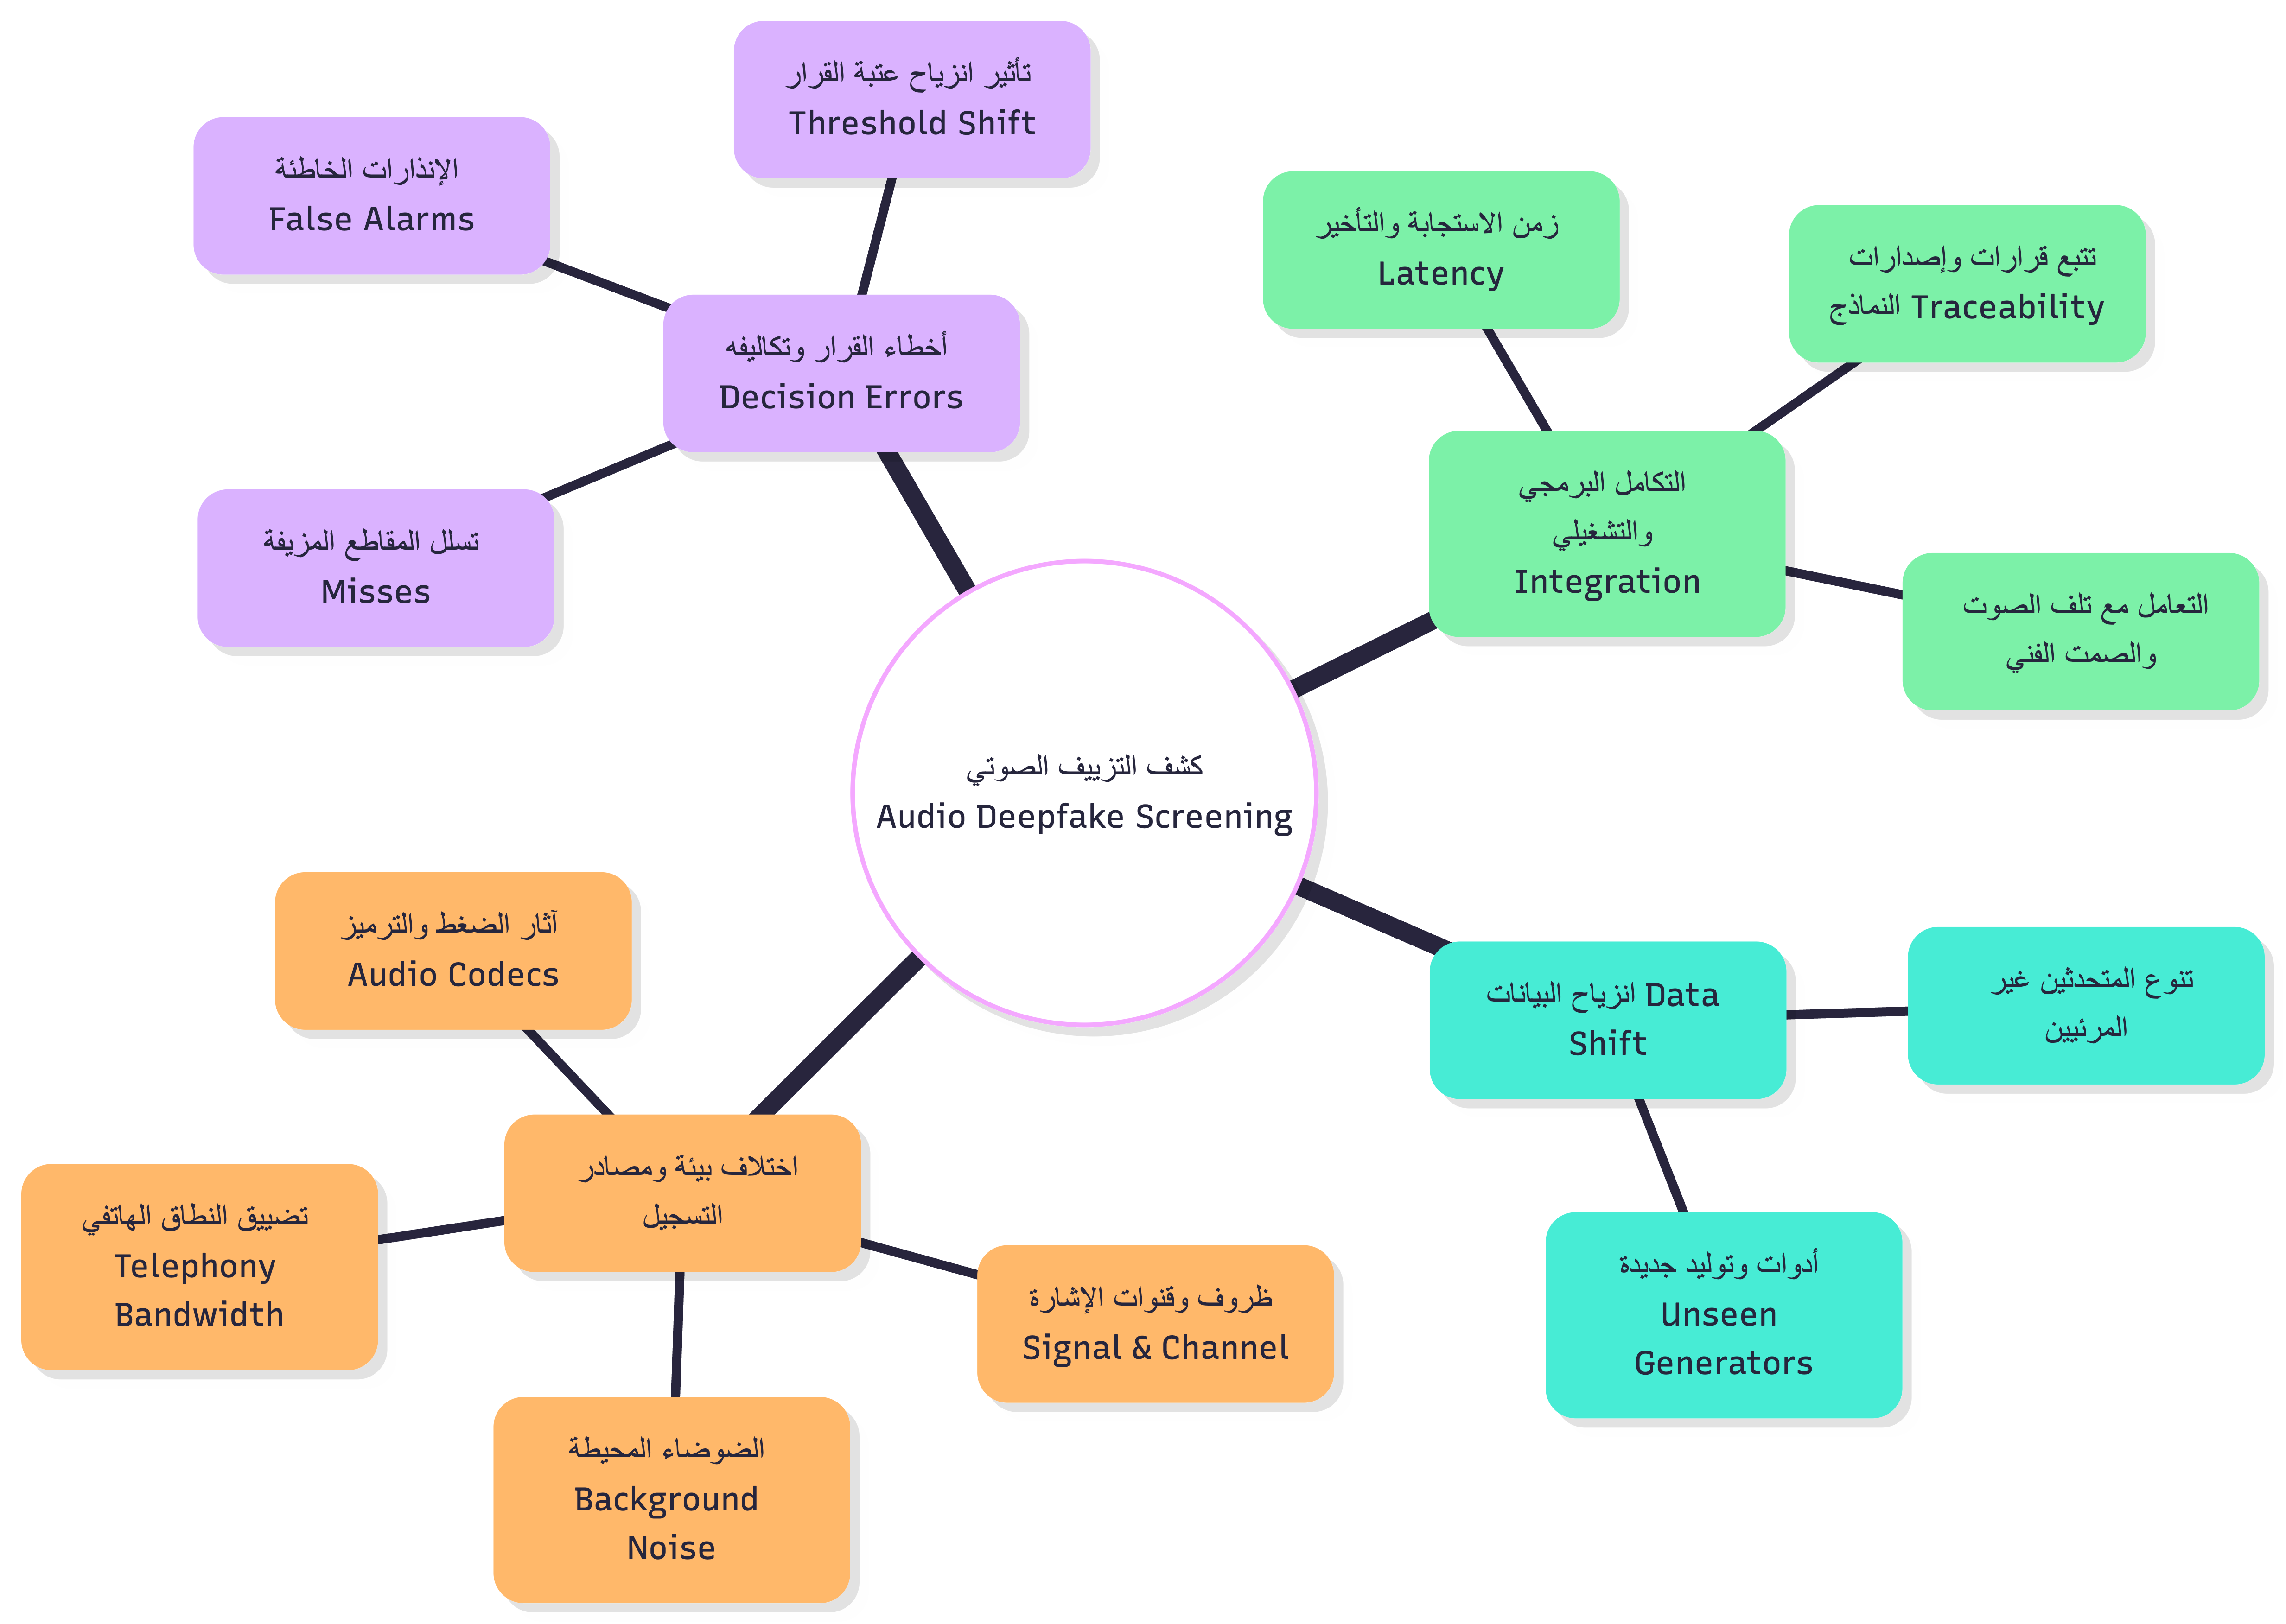 تأثير انزياح عتبة القرار
Threshold Shift
الإنذارات الخاطئة
False Alarms
أخطاء القرار وتكاليفه
Decision Errors
تسلل المقاطع المزيفة
Misses
زمن الاستجابة والتأخير
Latency
تتبع قرارات وإصدارات
النماذج Traceability
التكامل البرمجي
والتشغيلي
Integration
التعامل مع تلف الصوت
والصمت الفني
كشف التزييف الصوتي
Audio Deepfake Screening
آثار الضغط والترميز
Audio Codecs
اختلاف بيئة ومصادر
التسجيل
تضييق النطاق الهاتفي
Telephony
Bandwidth
ظروف وقنوات الإشارة
Signal & Channel
الضوضاء المحيطة
Background
Noise
انزياح البيانات Data
Shift
تنوع المتحدثين غير
المرئيين
أدوات وتوليد جديدة
Unseen
Generators